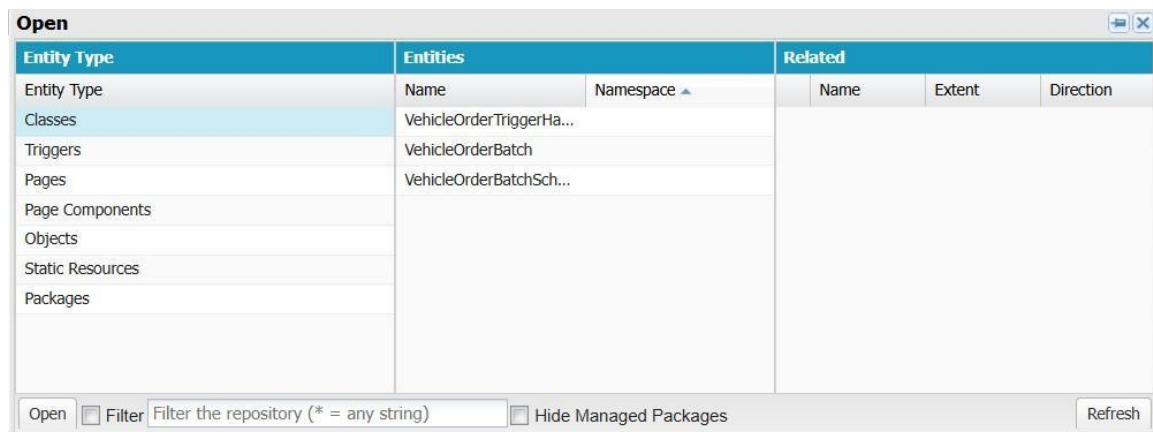 Open
Entity Type Entities Related
Entity Type Name Namespace Name Extent Direction
Classes VehicleOrderTriggerHa...
Triggers VehicleOrderBatch
Pages VehicleOrderBatchSch...
Page Components
Objects
Static Resources
Packages
Open Filter Filter the repository (* = any string) Hide Managed Packages Refresh